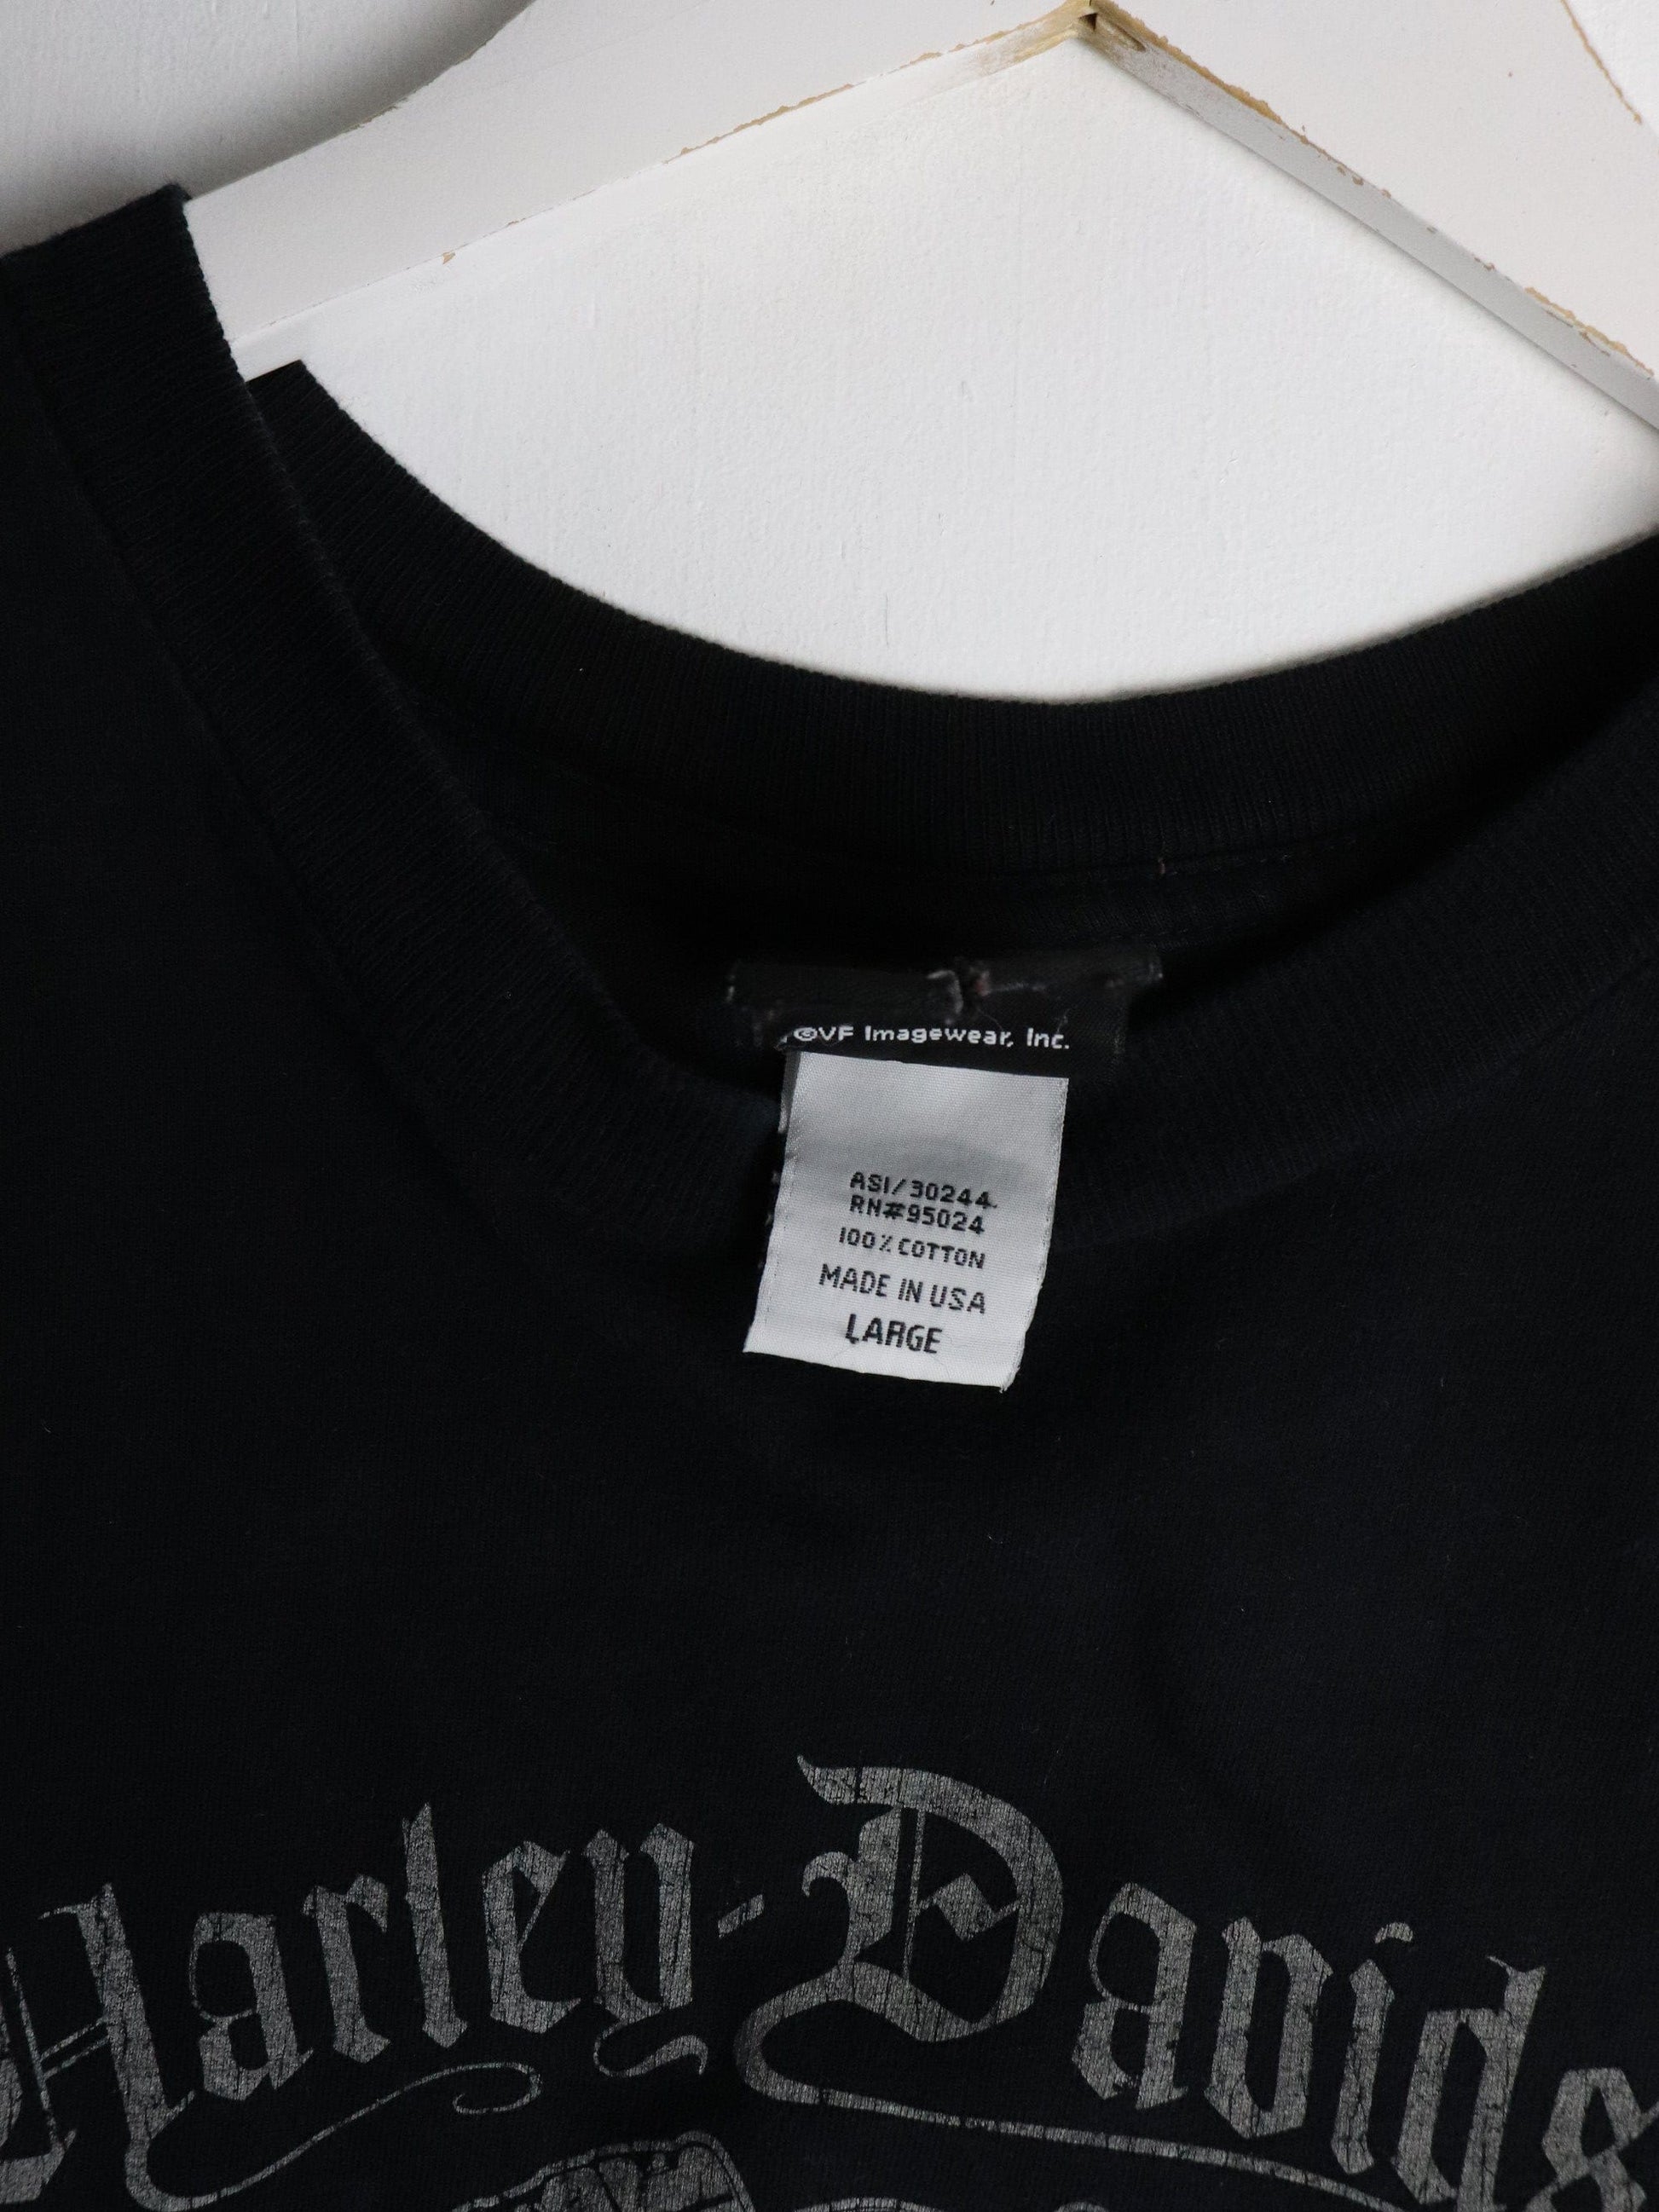 ©VF Imagewear, Inc.
ASI/30244
RN#95024
100% COTTON
MADE IN USA
LARGE
Harley-Davids